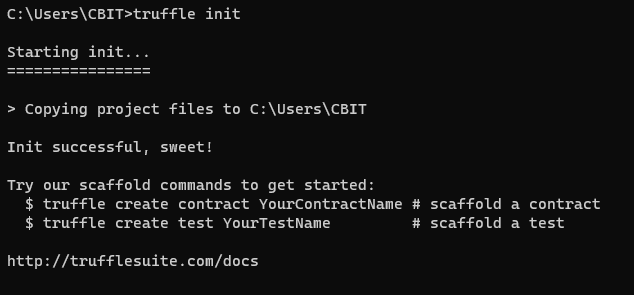 C:\Users\CBIT>truffle init
Starting init...
================
> Copying project files to C:\Users\CBIT
Init successful, sweet!
Try our scaffold commands to get started:
  $ truffle create contract YourContractName # scaffold a contract
  $ truffle create test YourTestName         # scaffold a test
http://trufflesuite.com/docs